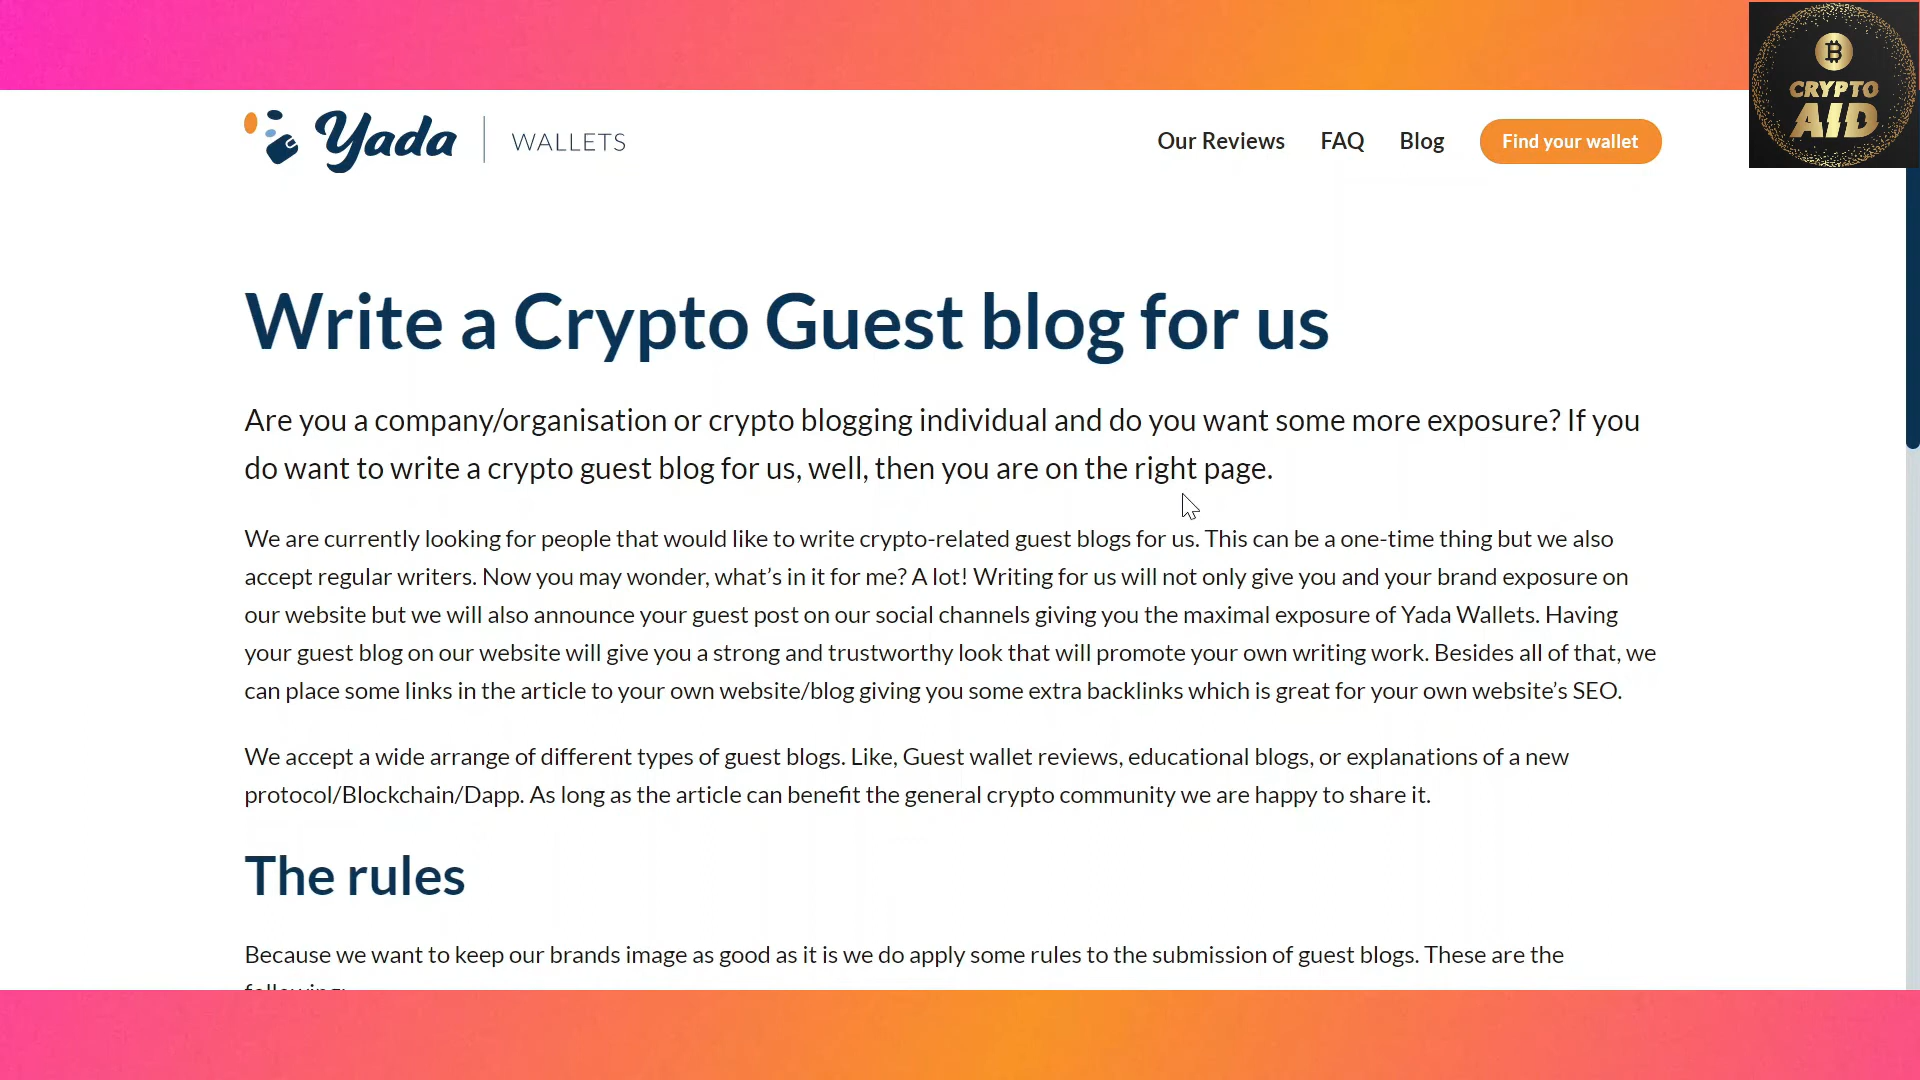 CRYPTO
AID
Yada WALLETS
Our Reviews FAQ Blog Find your wallet
Write a Crypto Guest blog for us
Are you a company/organisation or crypto blogging individual and do you want some more exposure? If you
do want to write a crypto guest blog for us, well, then you are on the right page.
We are currently looking for people that would like to write crypto-related guest blogs for us. This can be a one-time thing but we also
accept regular writers. Now you may wonder, what’s in it for me? A lot! Writing for us will not only give you and your brand exposure on
our website but we will also announce your guest post on our social channels giving you the maximal exposure of Yada Wallets. Having
your guest blog on our website will give you a strong and trustworthy look that will promote your own writing work. Besides all of that, we
can place some links in the article to your own website/blog giving you some extra backlinks which is great for your own website’s SEO.
We accept a wide arrange of different types of guest blogs. Like, Guest wallet reviews, educational blogs, or explanations of a new
protocol/Blockchain/Dapp. As long as the article can benefit the general crypto community we are happy to share it.
The rules
Because we want to keep our brands image as good as it is we do apply some rules to the submission of guest blogs. These are the